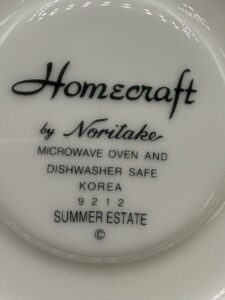 Homecraft
by Noritake
MICROWAVE OVEN AND
DISHWASHER SAFE
KOREA
9212
SUMMER ESTATE
©